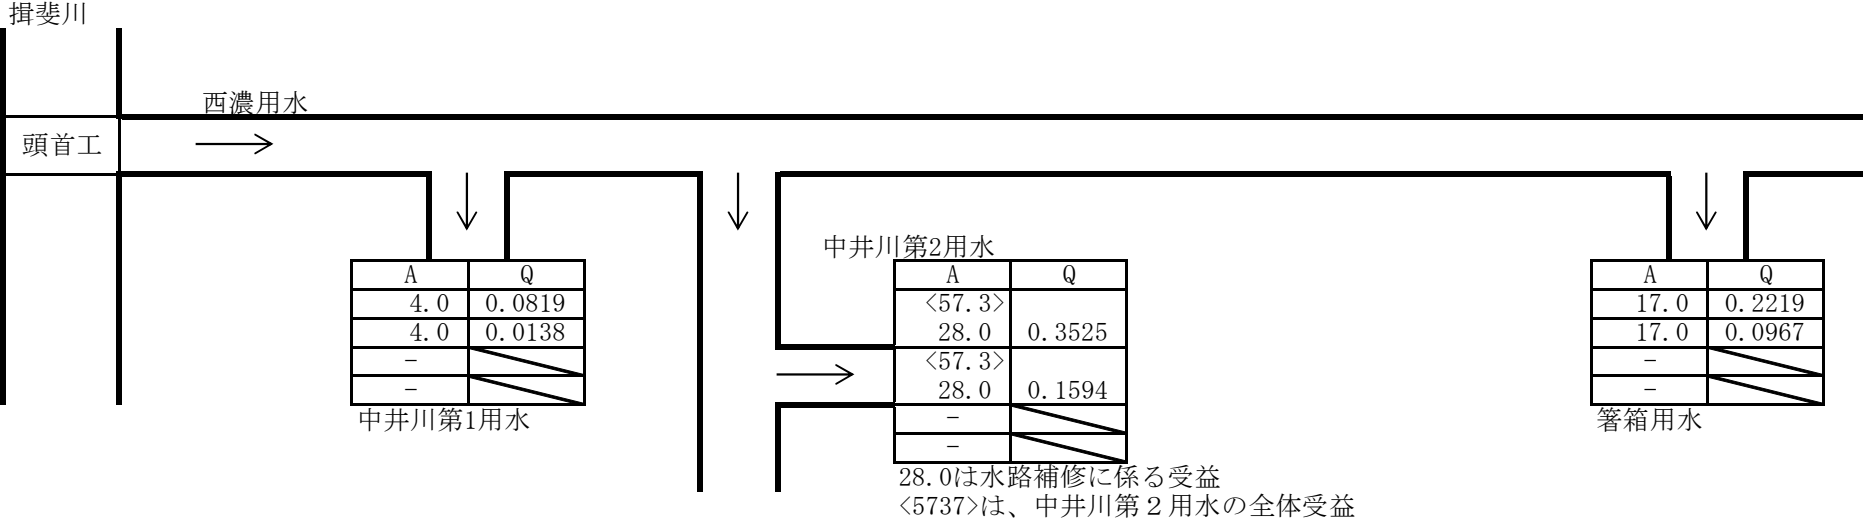 揖斐川
西濃用水
頭首工
中井川第2用水
A Q
4.0 0.0819
4.0 0.0138
-
-
中井川第1用水
A Q
<57.3>
28.0 0.3525
<57.3>
28.0 0.1594
-
-
28.0は水路補修に係る受益
<5737>は、中井川第２用水の全体受益
A Q
17.0 0.2219
17.0 0.0967
-
-
箸箱用水